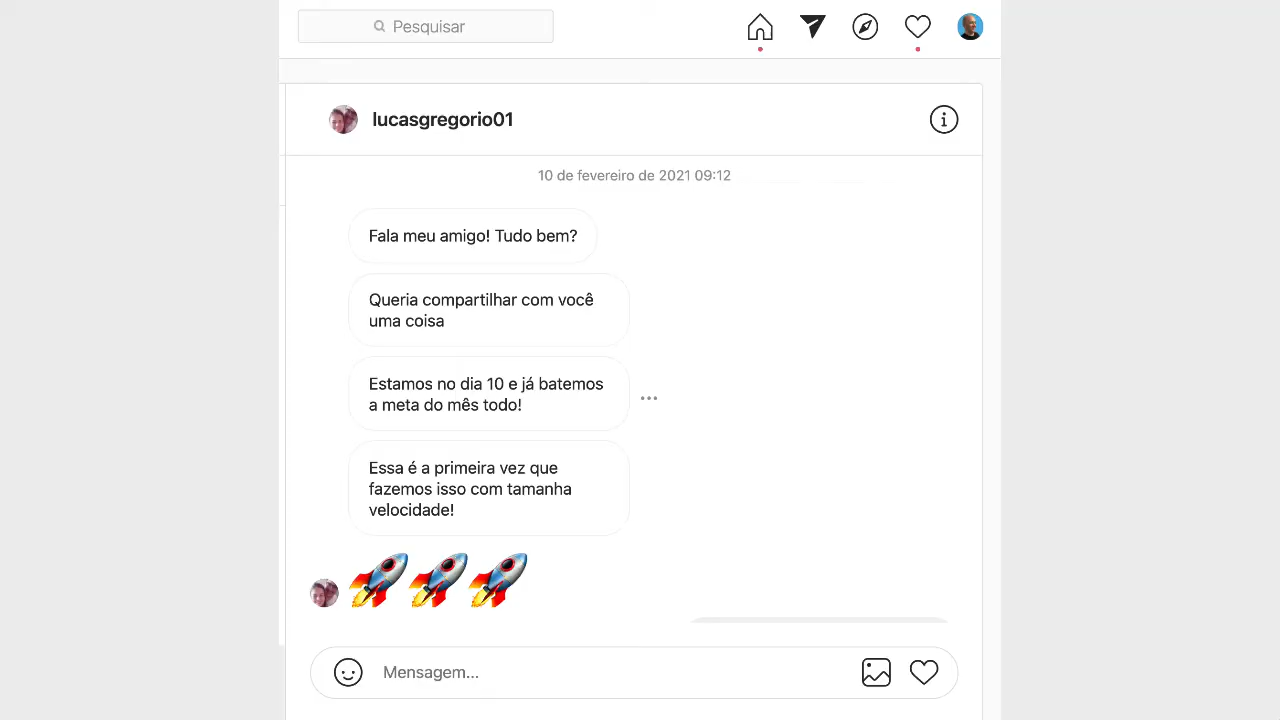 Pesquisar
lucasgregorio01
10 de fevereiro de 2021 09:12
Fala meu amigo! Tudo bem?
Queria compartilhar com você
uma coisa
Estamos no dia 10 e já batemos
a meta do mês todo!
Essa é a primeira vez que
fazemos isso com tamanha
velocidade!
Mensagem...